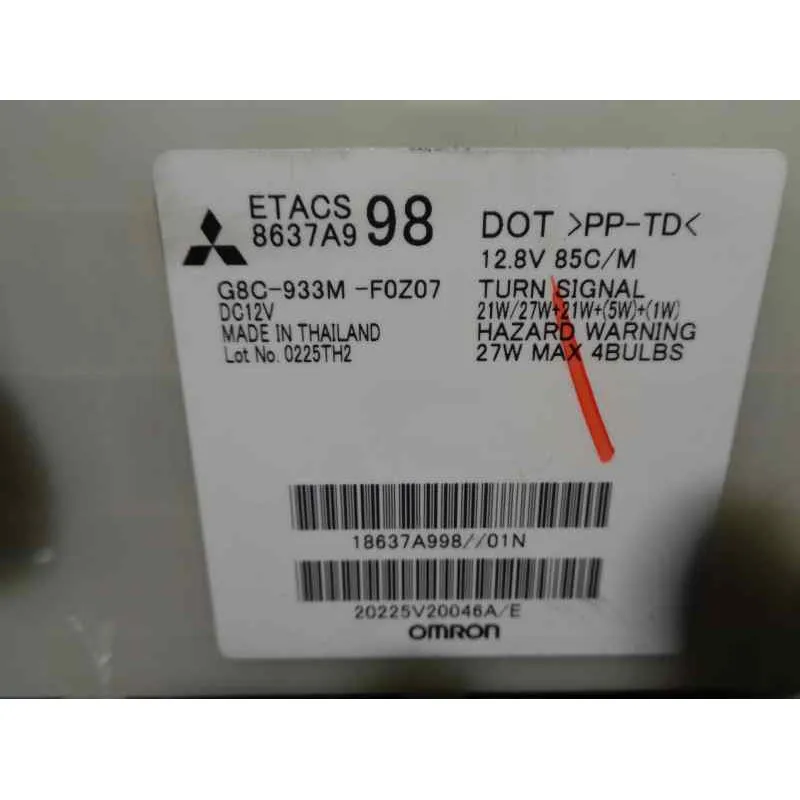 ETACS
8637A9 98
G8C-933M -F0Z07
DC12V
MADE IN THAILAND
Lot No. 0225TH2
DOT >PP-TD<
12.8V 85C/M
TURN SIGNAL
21W/27W+21W+(5W)+(1W)
HAZARD WARNING
27W MAX 4BULBS
18637A998//01N
20225V20046A/E
OMRON